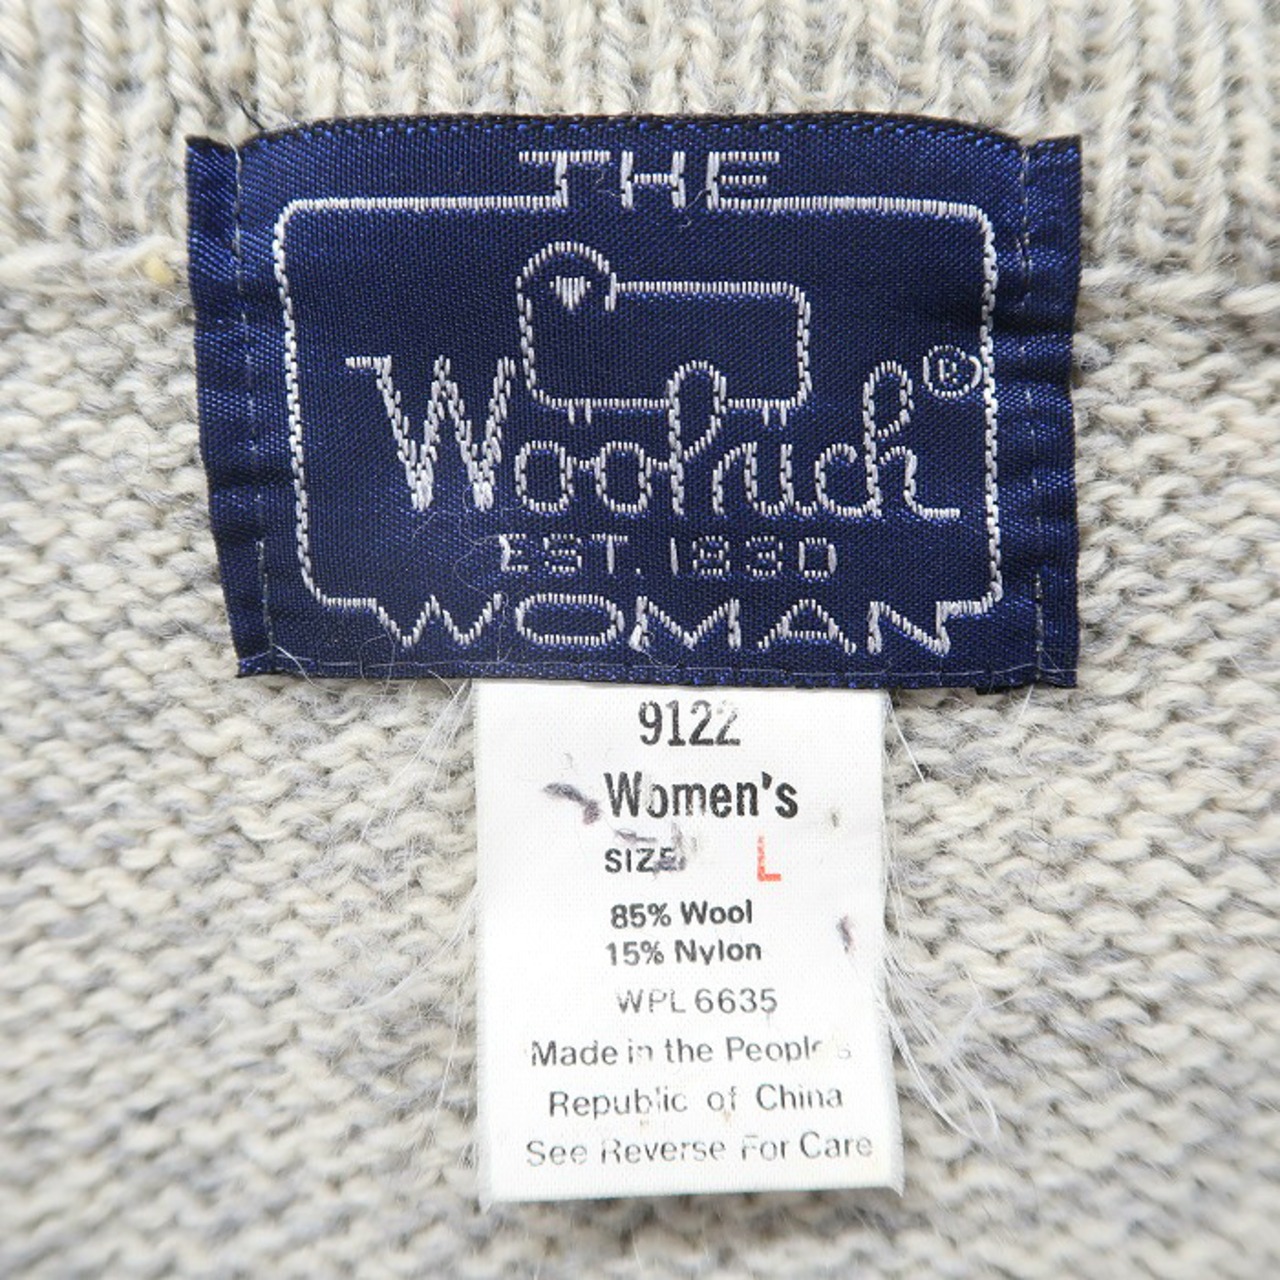 THE
Woolrich®
EST. 1830
WOMAN
9122
Women's
SIZE L
85% Wool
15% Nylon
WPL 6635
Made in the People's
Republic of China
See Reverse For Care